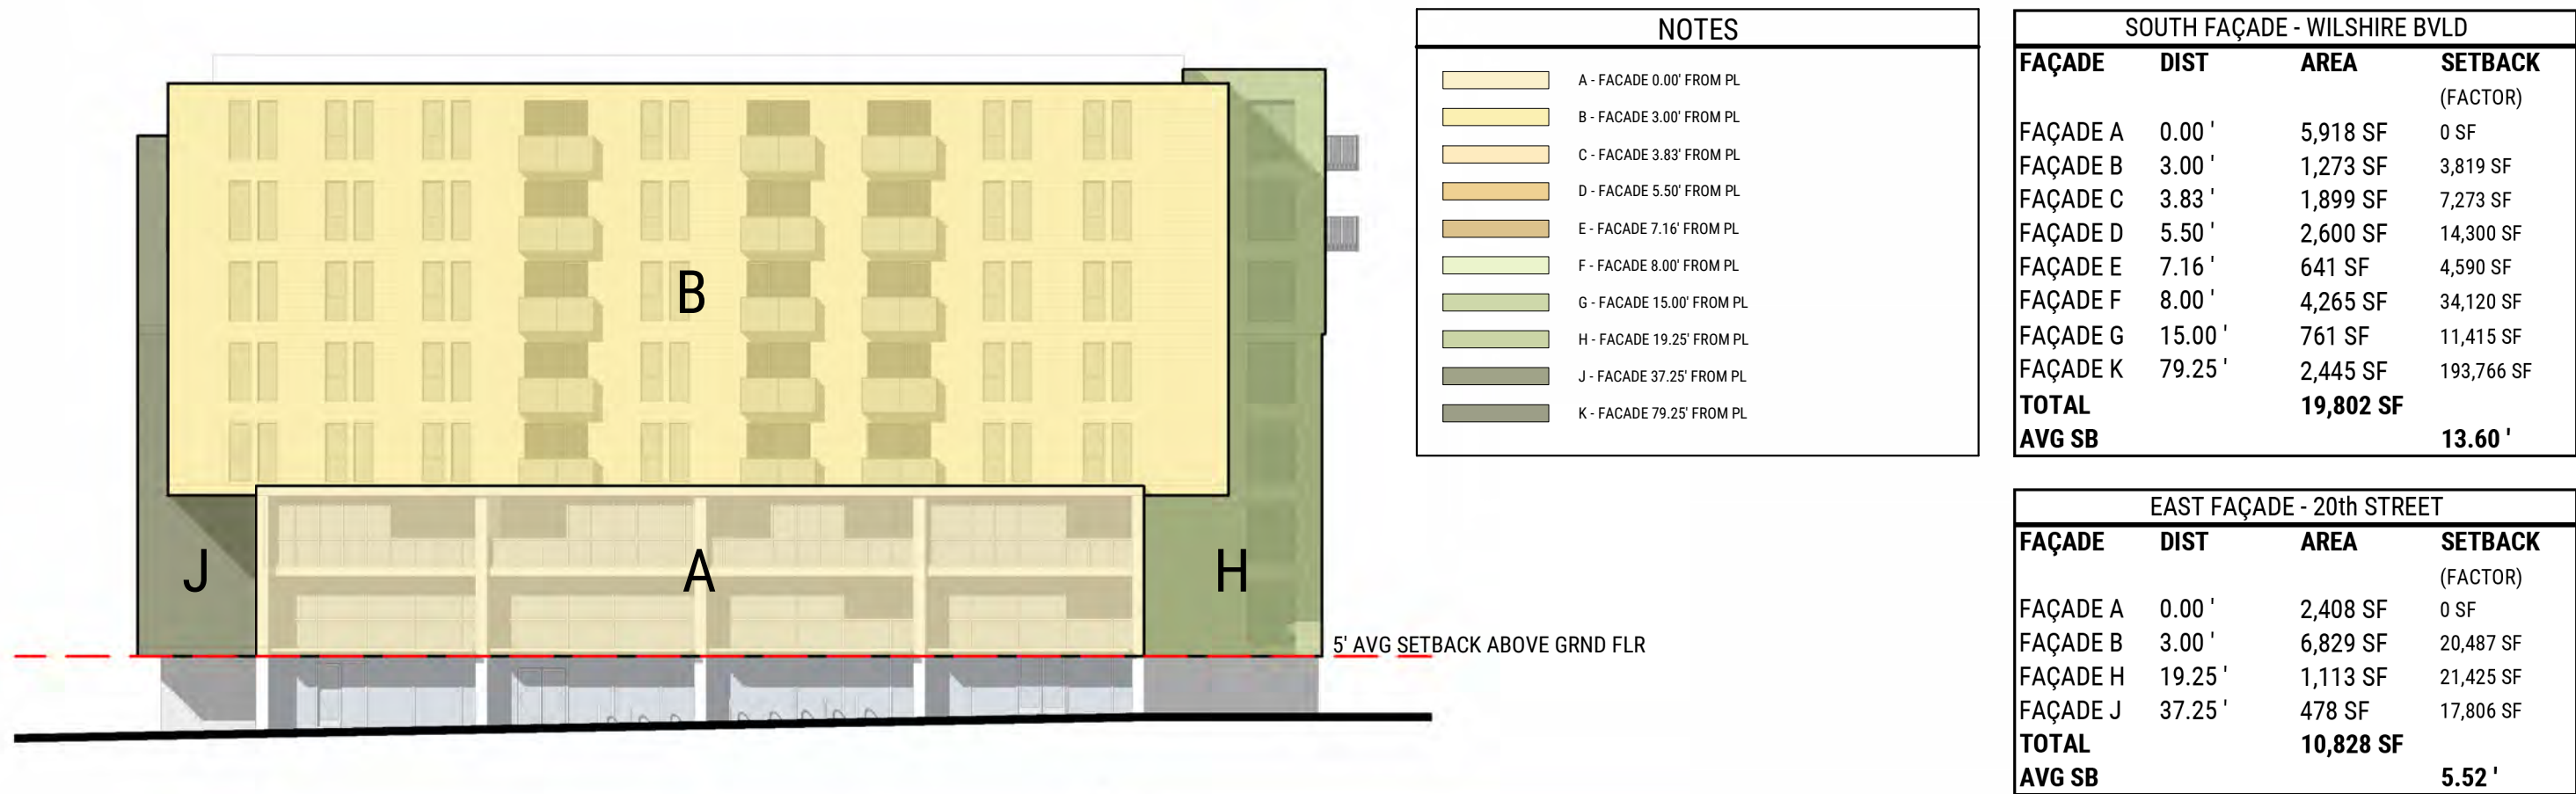 B
J
A
H
5' AVG SETBACK ABOVE GRND FLR
NOTES
A - FACADE 0.00' FROM PL
B - FACADE 3.00' FROM PL
C - FACADE 3.83' FROM PL
D - FACADE 5.50' FROM PL
E - FACADE 7.16' FROM PL
F - FACADE 8.00' FROM PL
G - FACADE 15.00' FROM PL
H - FACADE 19.25' FROM PL
J - FACADE 37.25' FROM PL
K - FACADE 79.25' FROM PL
SOUTH FAÇADE - WILSHIRE BVLD
FAÇADE DIST AREA SETBACK
(FACTOR)
FAÇADE A 0.00 ' 5,918 SF 0 SF
FAÇADE B 3.00 ' 1,273 SF 3,819 SF
FAÇADE C 3.83 ' 1,899 SF 7,273 SF
FAÇADE D 5.50 ' 2,600 SF 14,300 SF
FAÇADE E 7.16 ' 641 SF 4,590 SF
FAÇADE F 8.00 ' 4,265 SF 34,120 SF
FAÇADE G 15.00 ' 761 SF 11,415 SF
FAÇADE K 79.25 ' 2,445 SF 193,766 SF
TOTAL 19,802 SF
AVG SB 13.60 '
EAST FAÇADE - 20th STREET
FAÇADE DIST AREA SETBACK
(FACTOR)
FAÇADE A 0.00 ' 2,408 SF 0 SF
FAÇADE B 3.00 ' 6,829 SF 20,487 SF
FAÇADE H 19.25 ' 1,113 SF 21,425 SF
FAÇADE J 37.25 ' 478 SF 17,806 SF
TOTAL 10,828 SF
AVG SB 5.52 '